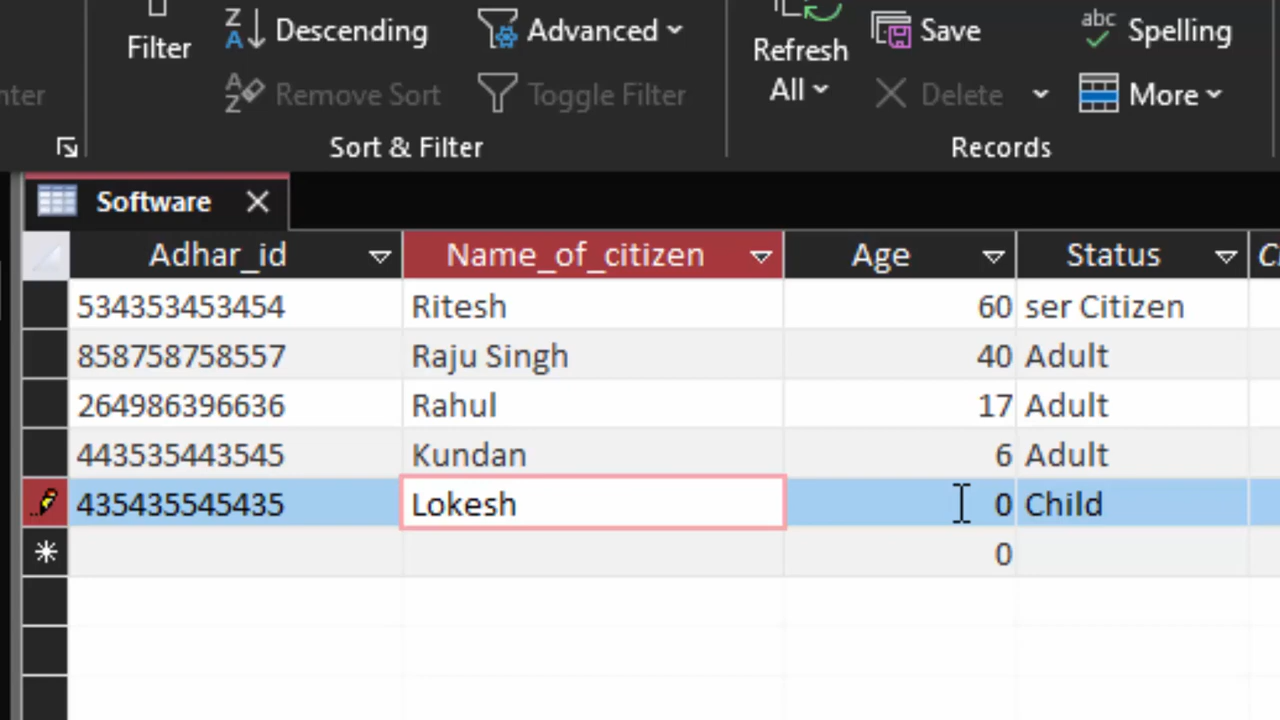 Filter
Descending
Advanced
Refresh
All
Save
abc
Spelling
nter
Remove Sort
Toggle Filter
Delete
More
Sort & Filter
Records
Software
Adhar_id Name_of_citizen Age Status
534353453454 Ritesh 60 ser Citizen
858758758557 Raju Singh 40 Adult
264986396636 Rahul 17 Adult
443535443545 Kundan 6 Adult
435435545435 Lokesh 0 Child
0